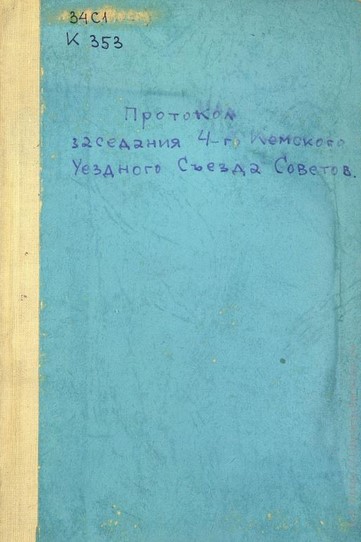 34С1
К 353
Протокол
заседания 4-го Кемского
Уездного Съезда Советов.